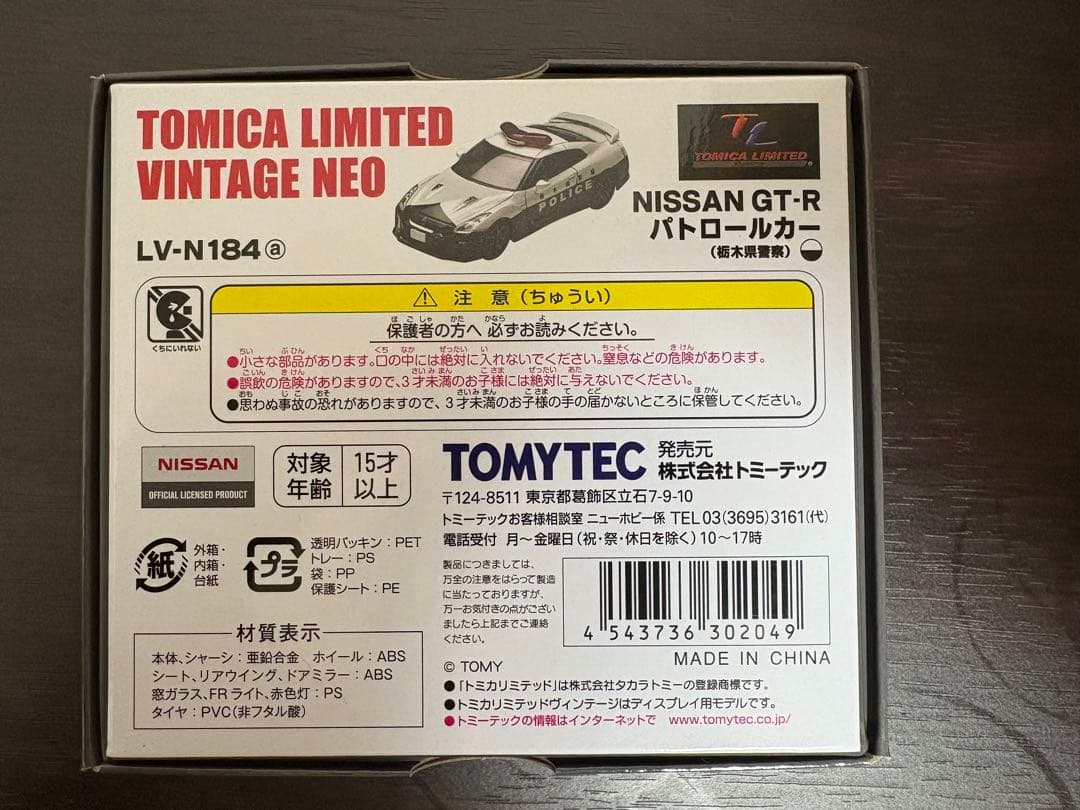 TOMICA LIMITED
VINTAGE NEO
LV-N184ⓐ
POLICE
TL
TOMICA LIMITED
NISSAN GT-R
パトロールカー
(栃木県警察)
くちにいれない
⚠ 注 意(ちゅうい)
保護者の方へ 必ずお読みください。
●小さな部品があります。口の中には絶対に入れないでください。窒息などの危険があります。
●誤飲の危険がありますので、3才未満のお子様には絶対に与えないでください。
●思わぬ事故の恐れがありますので、3才未満のお子様の手の届かないところに保管してください。
NISSAN
OFFICIAL LICENSED PRODUCT
対象年齢 15才以上
TOMYTEC 発売元
株式会社トミーテック
〒124-8511 東京都葛飾区立石7-9-10
トミーテックお客様相談室 ニューホビー係 TEL 03(3695)3161(代)
電話受付 月~金曜日(祝・祭・休日を除く)10~17時
紙
外箱・
内箱・
台紙
プラ
透明パッキン:PET
トレー:PS
袋:PP
保護シート:PE
製品につきましては、
万全の注意をはらって製造
に当たっておりますが、
万一お気付きの点がござい
ましたら上記までご連絡
ください。
4 543736 302049
MADE IN CHINA
材質表示
本体、シャーシ:亜鉛合金 ホイール:ABS
シート、リアウイング、ドアミラー:ABS
窓ガラス、FRライト、赤色灯:PS
タイヤ:PVC(非フタル酸)
© TOMY
●「トミカリミテッド」は株式会社タカラトミーの登録商標です。
●トミカリミテッドヴィンテージはディスプレイ用モデルです。
●トミーテックの情報はインターネットで www.tomytec.co.jp/